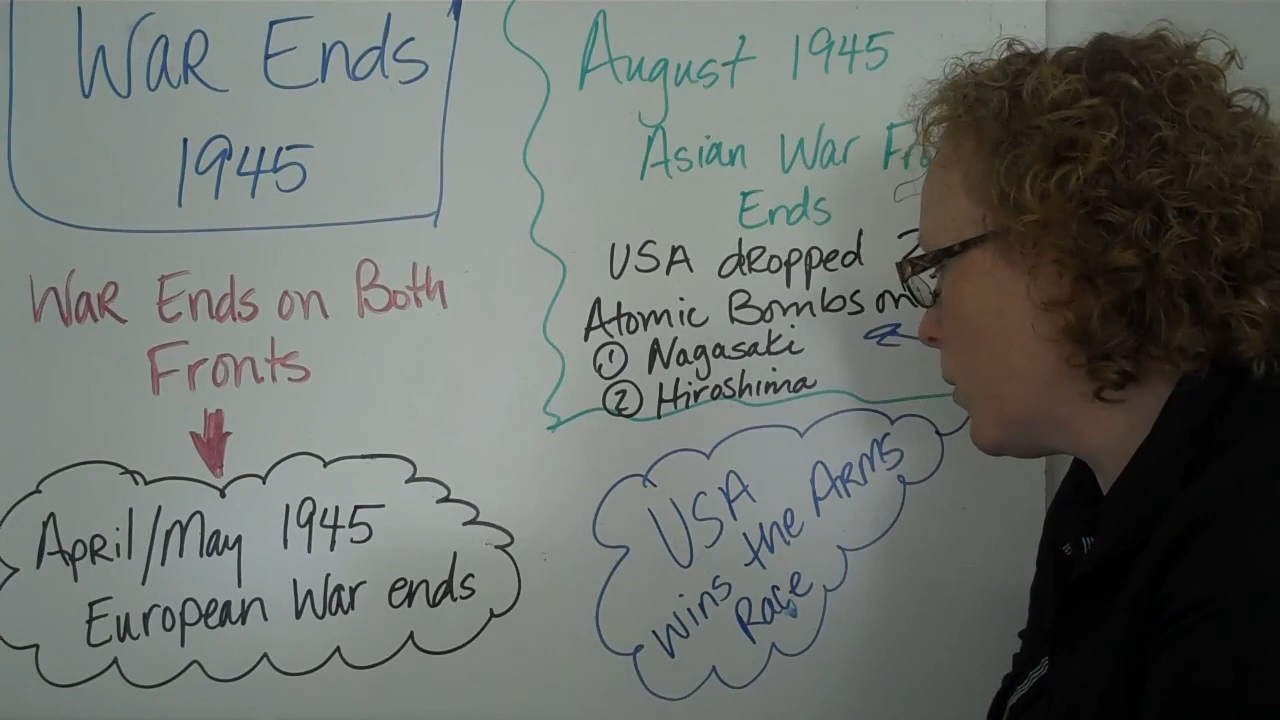 War Ends
1945
War Ends on Both
Fronts
April/May 1945
European War ends
August 1945
Asian War
Ends
USA dropped 2
Atomic Bombs on
① Nagasaki
② Hiroshima
USA
wins the Arms
Race